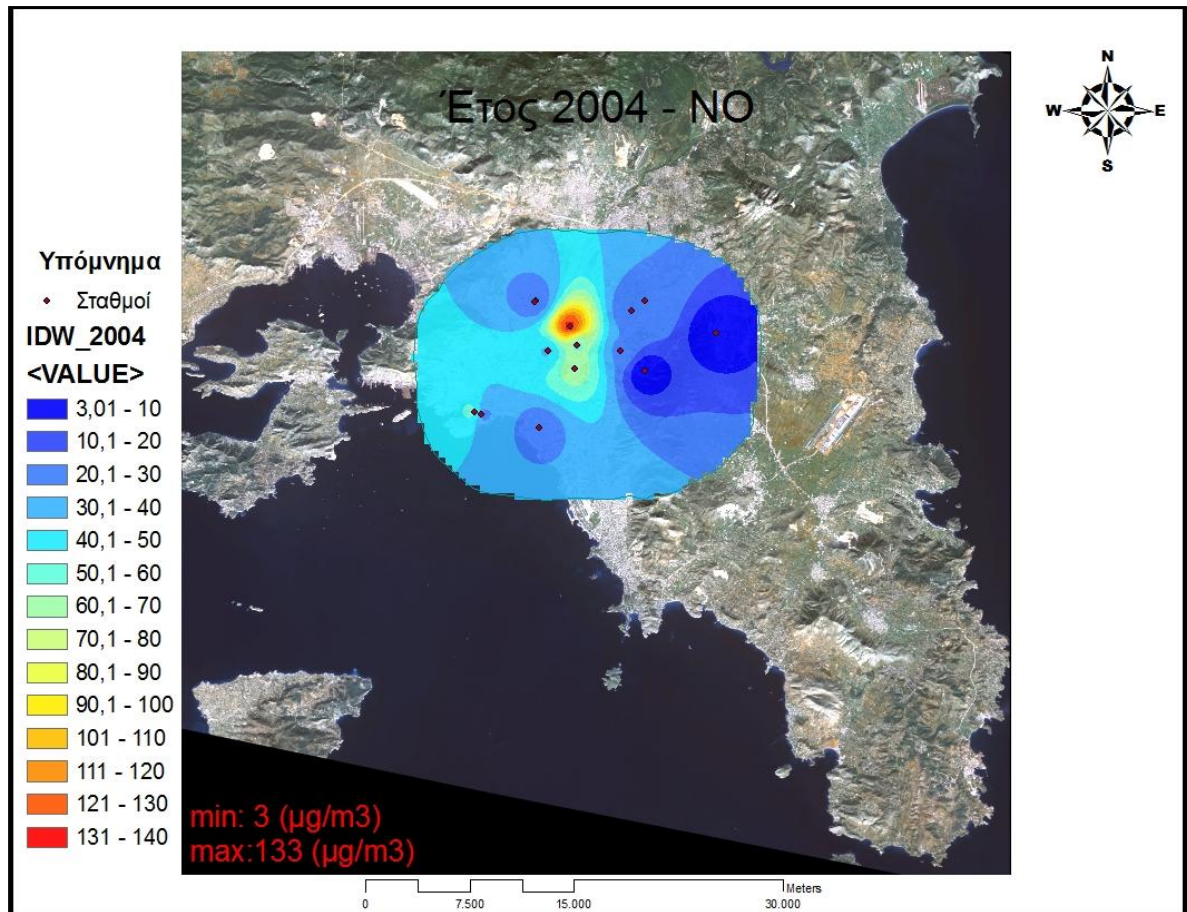 Έτος 2004 - NO
N
W E
S
Υπόμνημα
Σταθμοί
IDW_2004
<VALUE>
3,01 - 10
10,1 - 20
20,1 - 30
30,1 - 40
40,1 - 50
50,1 - 60
60,1 - 70
70,1 - 80
80,1 - 90
90,1 - 100
101 - 110
111 - 120
121 - 130
131 - 140
min: 3 (μg/m3)
max:133 (μg/m3)
Meters
0 7.500 15.000 30.000